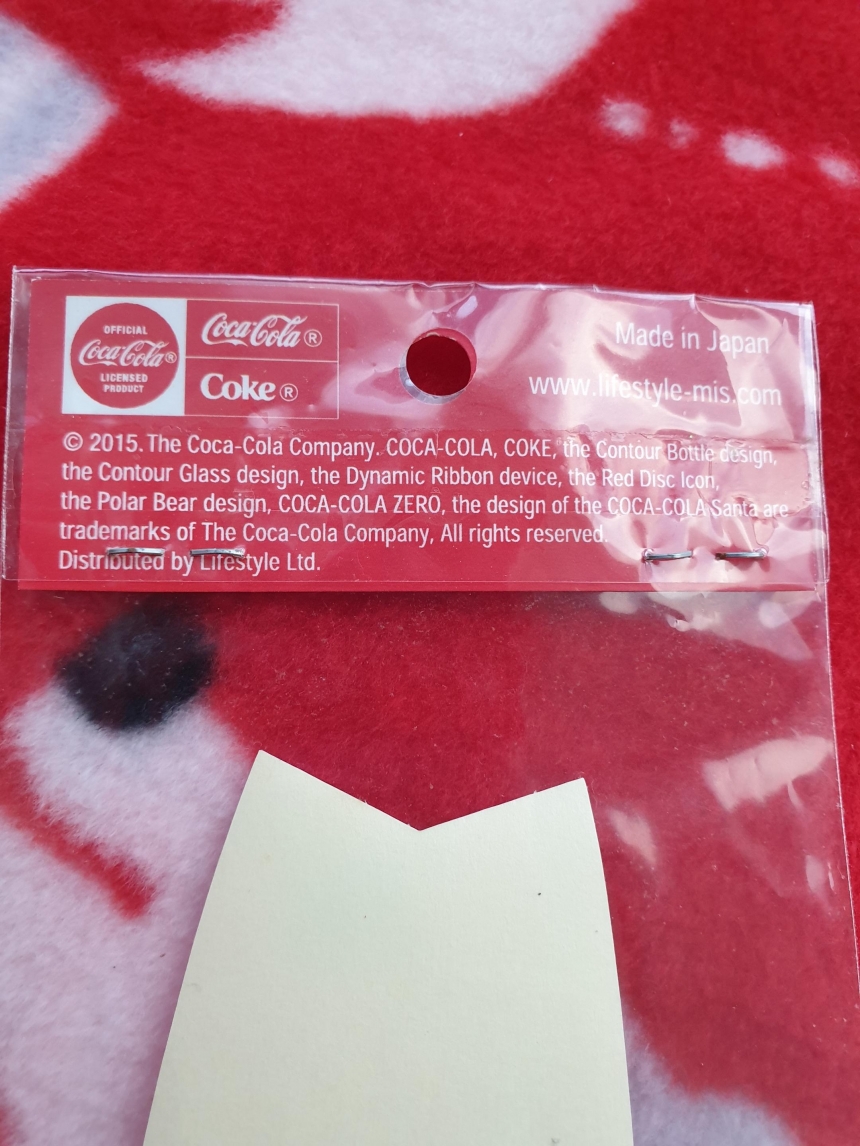 OFFICIAL
Coca-Cola®
LICENSED
PRODUCT
Coca-Cola®
Coke®
Made in Japan
www.lifestyle-mis.com
© 2015. The Coca-Cola Company. COCA-COLA, COKE, the Contour Bottle design,
the Contour Glass design, the Dynamic Ribbon device, the Red Disc Icon,
the Polar Bear design, COCA-COLA ZERO, the design of the COCA-COLA Santa are
trademarks of The Coca-Cola Company, All rights reserved.
Distributed by Lifestyle Ltd.